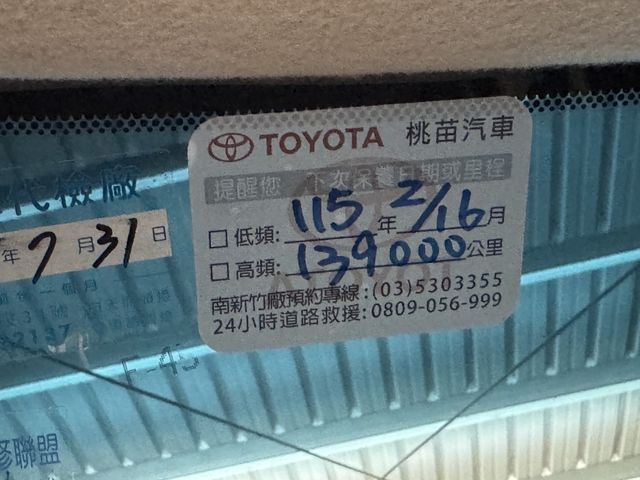 TOYOTA 桃苗汽車
提醒您 下次保養日期或里程
□ 低頻: 115 年 2/16 月
□ 高頻: 139000 公里
南新竹廠預約專線:(03)5303355
24小時道路救援:0809-056-999
代檢廠
年 7 月 31 日
E-45
修聯盟